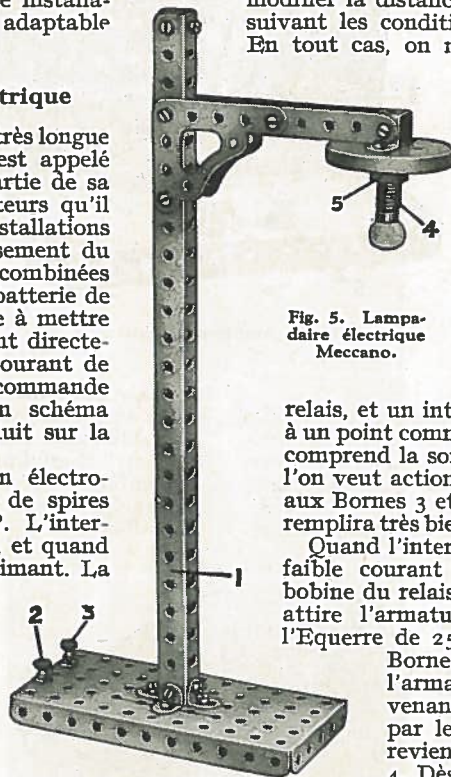 e instana-
adaptable
trique
très longue
est appelé
artie de sa
teurs qu'il
stallations
sement du
combinées
batterie de
e à mettre
nt directe-
ourant de
commande
n schéma
uit sur la
n électro-
de spires
?. L'inter-
et quand
imant. La
modifier la distance
suivant les conditi
En tout cas, on n
5
4
Fig. 5. Lampa-
daire électrique
Meccano.
relais, et un int
à un point comm
comprend la son
l'on veut action
aux Bornes 3 et
remplira très bie
Quand l'inter
faible courant
bobine du relais
attire l'armatu
l'Equerre de 25
Borne
l'arma
venan
par le
revien
4. Dès
1
2
3